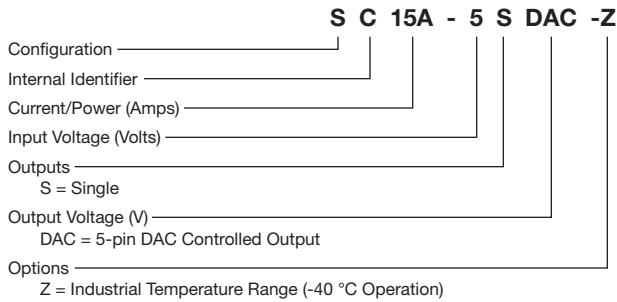 S C 15A - 5 S DAC -Z
Configuration
Internal Identifier
Current/Power (Amps)
Input Voltage (Volts)
Outputs
S = Single
Output Voltage (V)
DAC = 5-pin DAC Controlled Output
Options
Z = Industrial Temperature Range (-40 °C Operation)